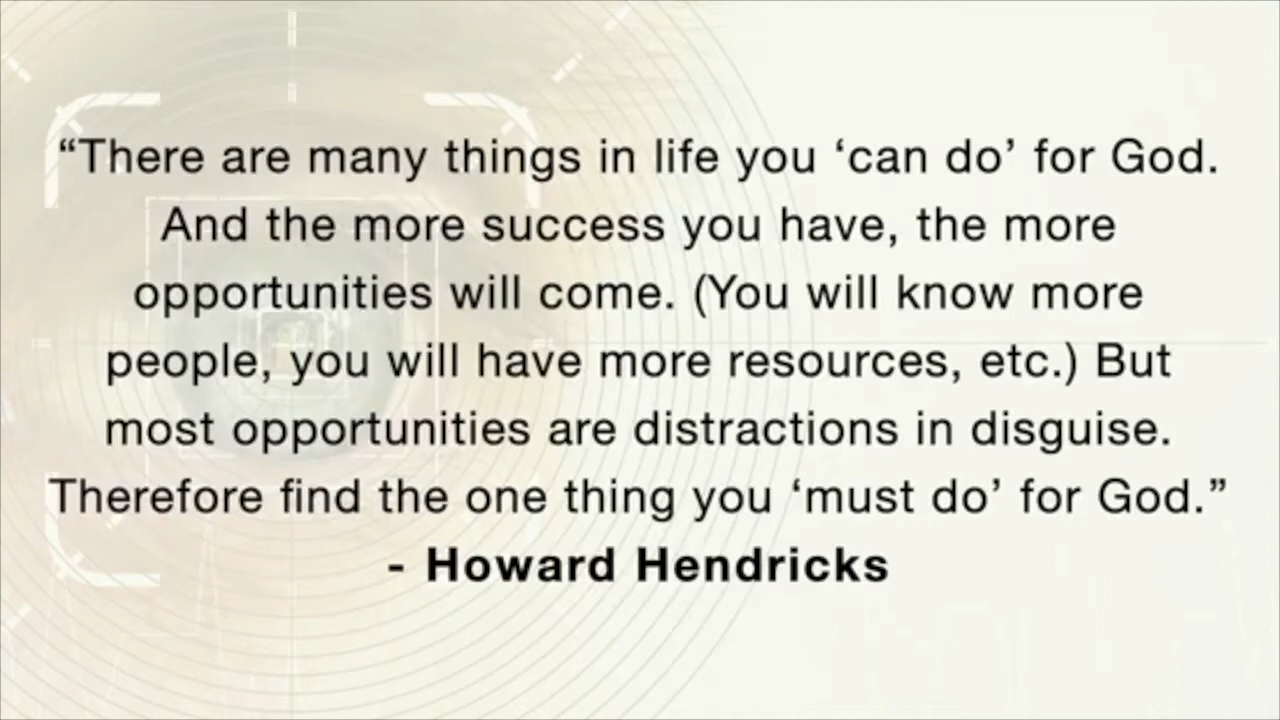 “There are many things in life you ‘can do’ for God.
And the more success you have, the more
opportunities will come. (You will know more
people, you will have more resources, etc.) But
most opportunities are distractions in disguise.
Therefore find the one thing you ‘must do’ for God.”
- Howard Hendricks